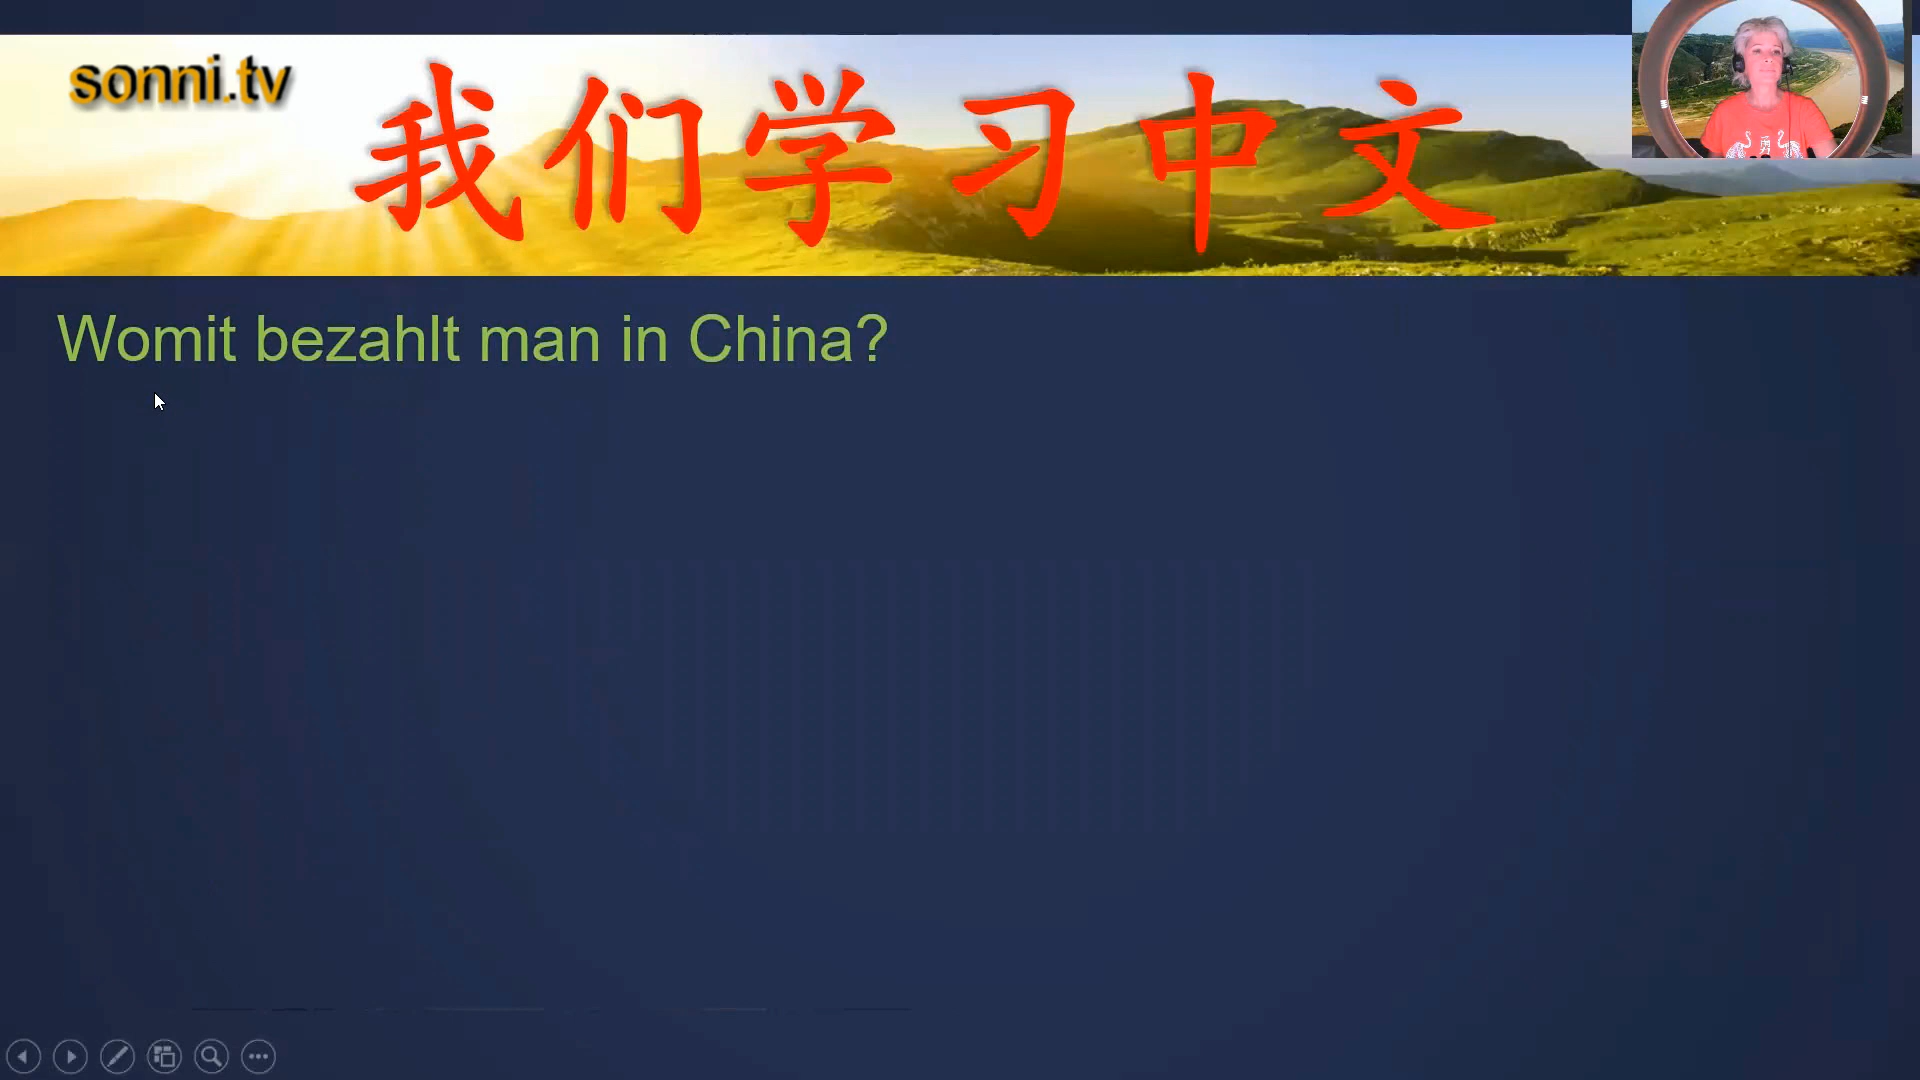 sonni.tv
我们学习中文
Womit bezahlt man in China?